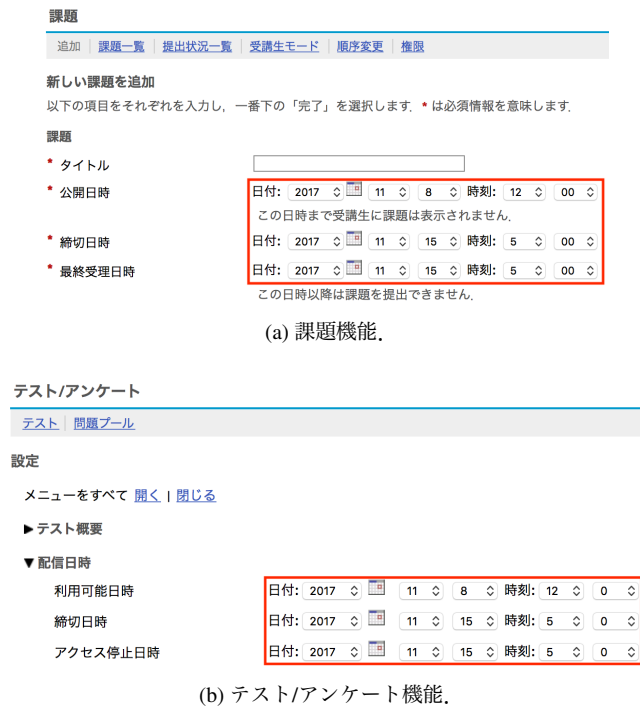 課題
追加 | 課題一覧 | 提出状況一覧 | 受講生モード | 順序変更 | 権限
新しい課題を追加
以下の項目をそれぞれを入力し，一番下の「完了」を選択します．* は必須情報を意味します．
課題
* タイトル
* 公開日時 日付: 2017 11 8 時刻: 12 00
この日時まで受講生に課題は表示されません．
* 締切日時 日付: 2017 11 15 時刻: 5 00
* 最終受理日時 日付: 2017 11 15 時刻: 5 00
この日時以降は課題を提出できません．
(a) 課題機能．
テスト/アンケート
テスト | 問題プール
設定
メニューをすべて 開く | 閉じる
▶テスト概要
▼配信日時
利用可能日時 日付: 2017 11 8 時刻: 12 0
締切日時 日付: 2017 11 15 時刻: 5 0
アクセス停止日時 日付: 2017 11 15 時刻: 5 0
(b) テスト/アンケート機能．